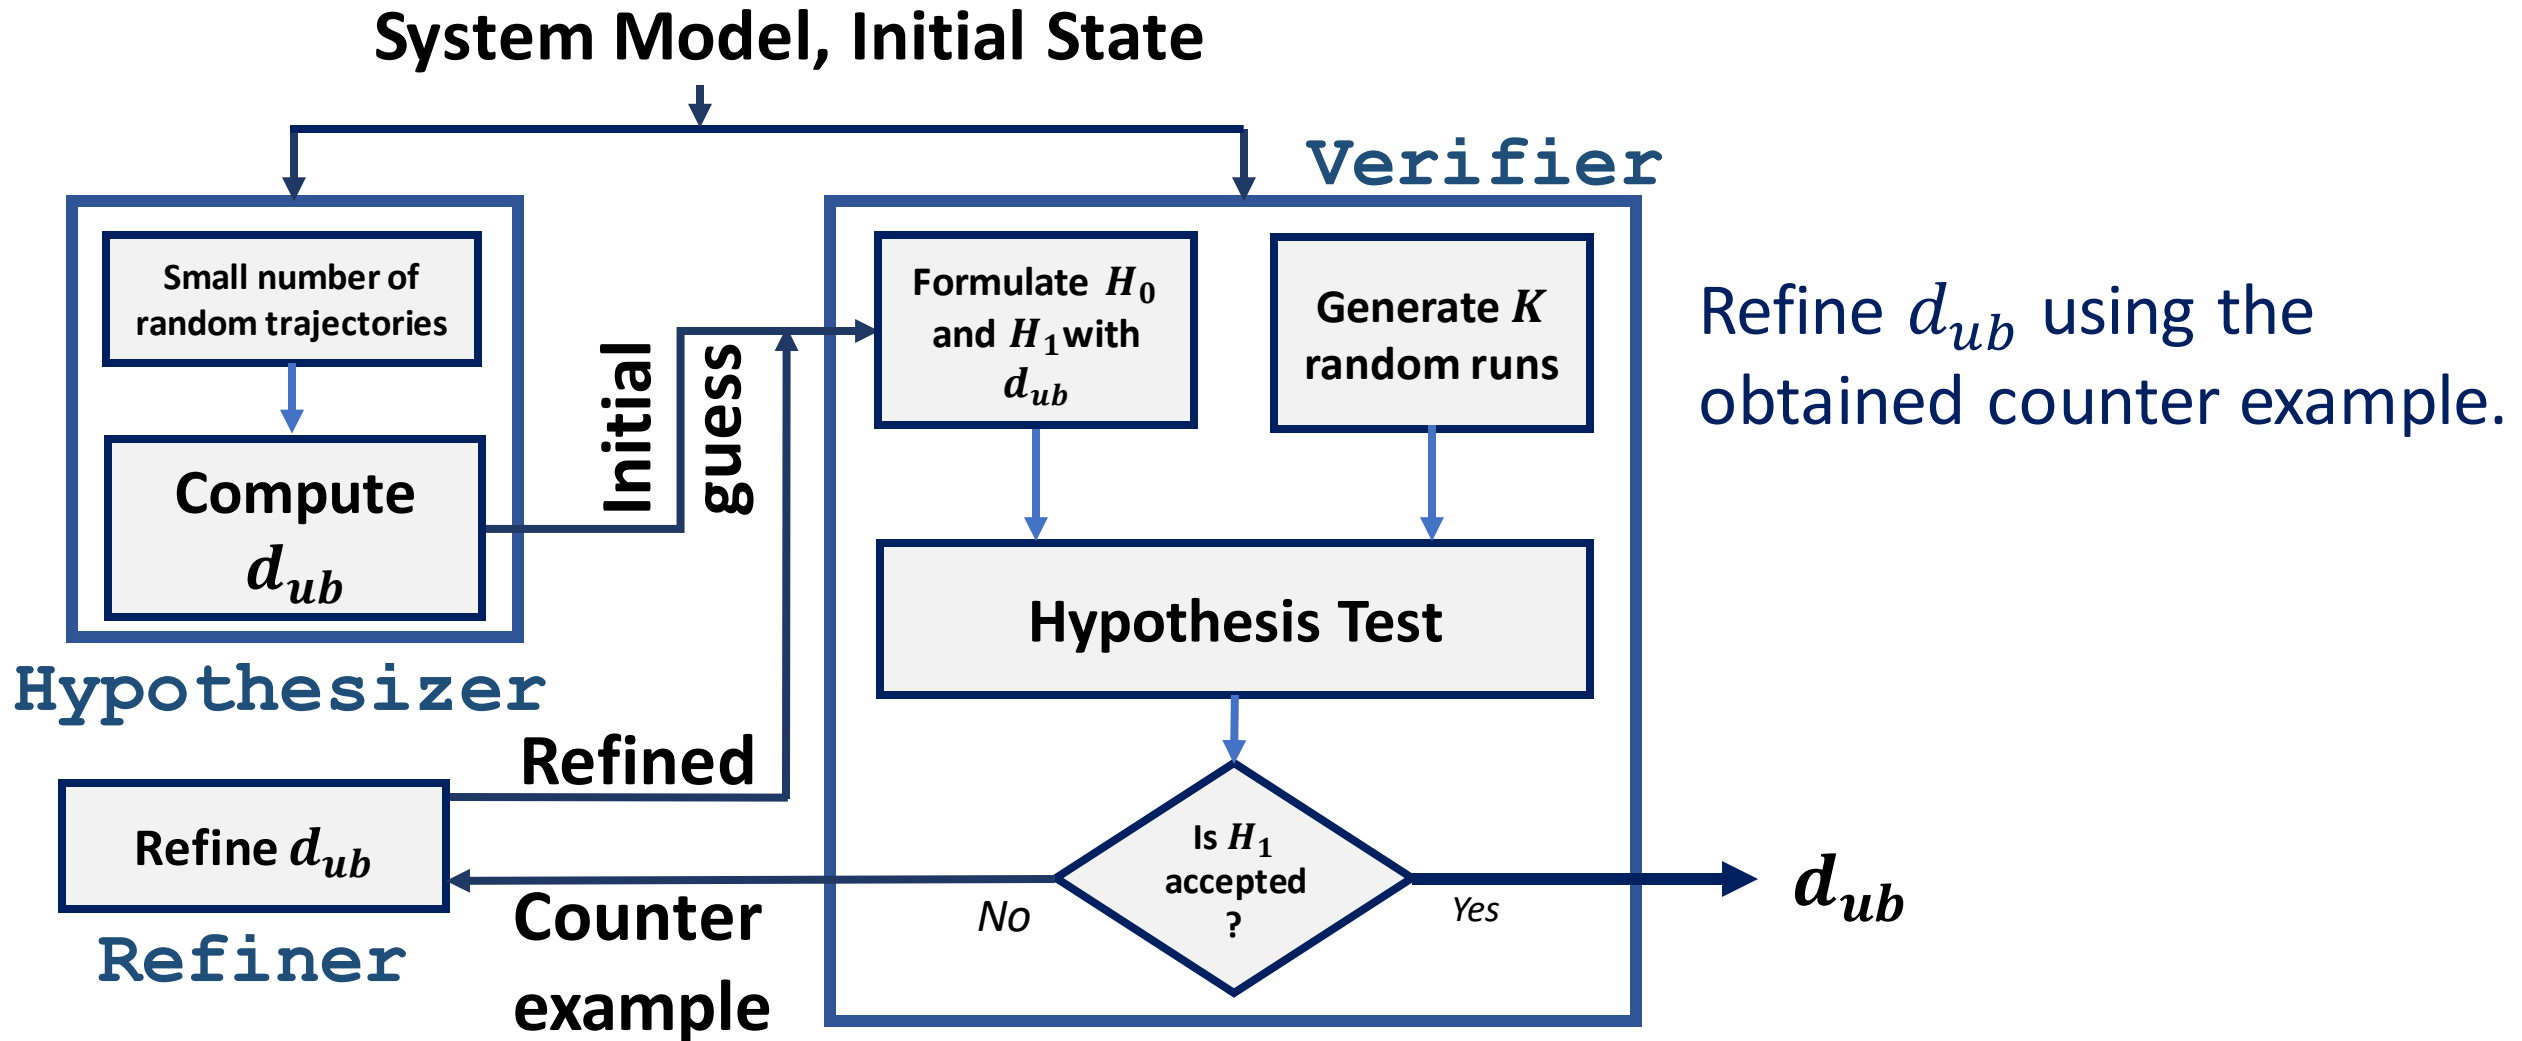 System Model, Initial State
Verifier
Small number of
random trajectories
Compute
d_ub
Hypothesizer
Initial
guess
Formulate H_0
and H_1 with
d_ub
Generate K
random runs
Refine d_ub using the
obtained counter example.
Hypothesis Test
Refined
Refine d_ub
Refiner
Counter
example
Is H_1
accepted
?
No
Yes
d_ub